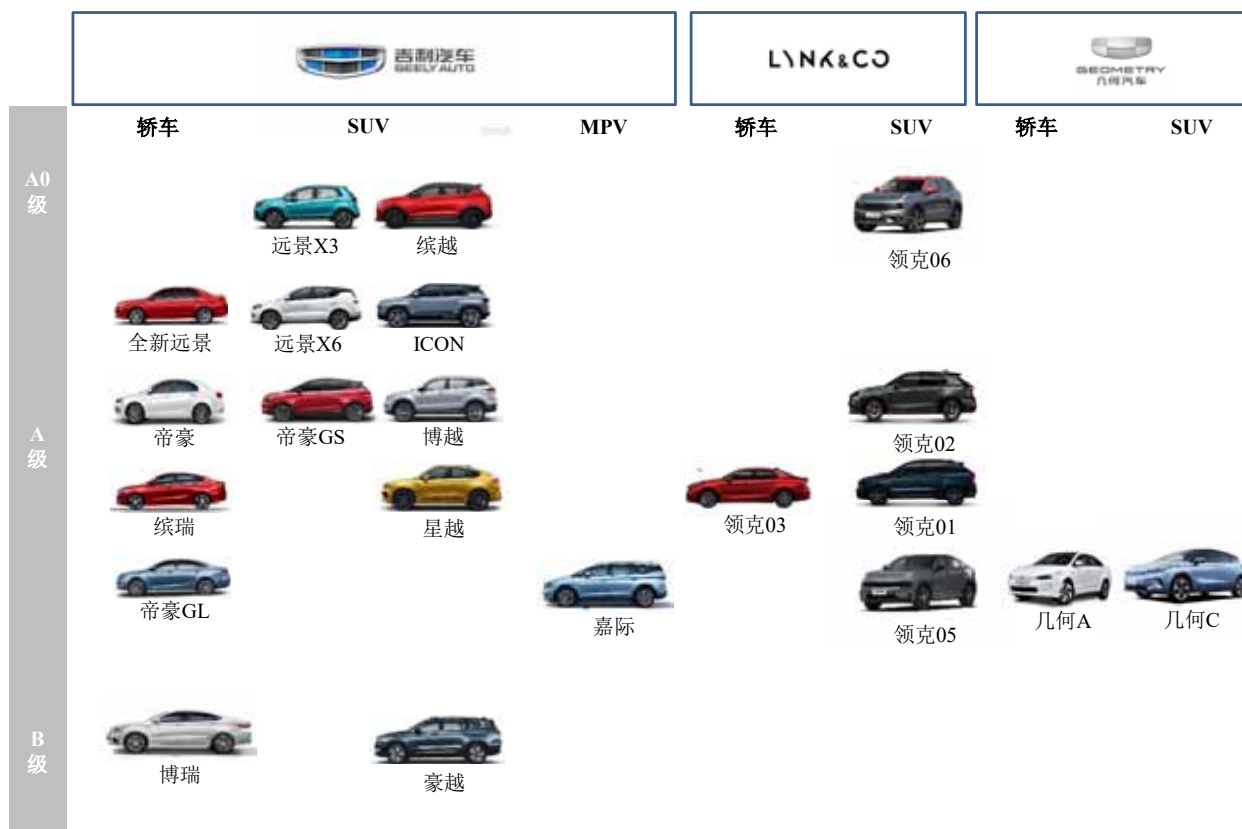 吉利汽车
GEELY AUTO
LYNK&CO
GEOMETRY
几何汽车
轿车 SUV MPV 轿车 SUV 轿车 SUV
A0
级
远景X3 缤越 领克06
全新远景 远景X6 ICON
A
级
帝豪 帝豪GS 博越 领克02
缤瑞 星越 领克03 领克01
帝豪GL 嘉际 领克05 几何A 几何C
B
级
博瑞 豪越